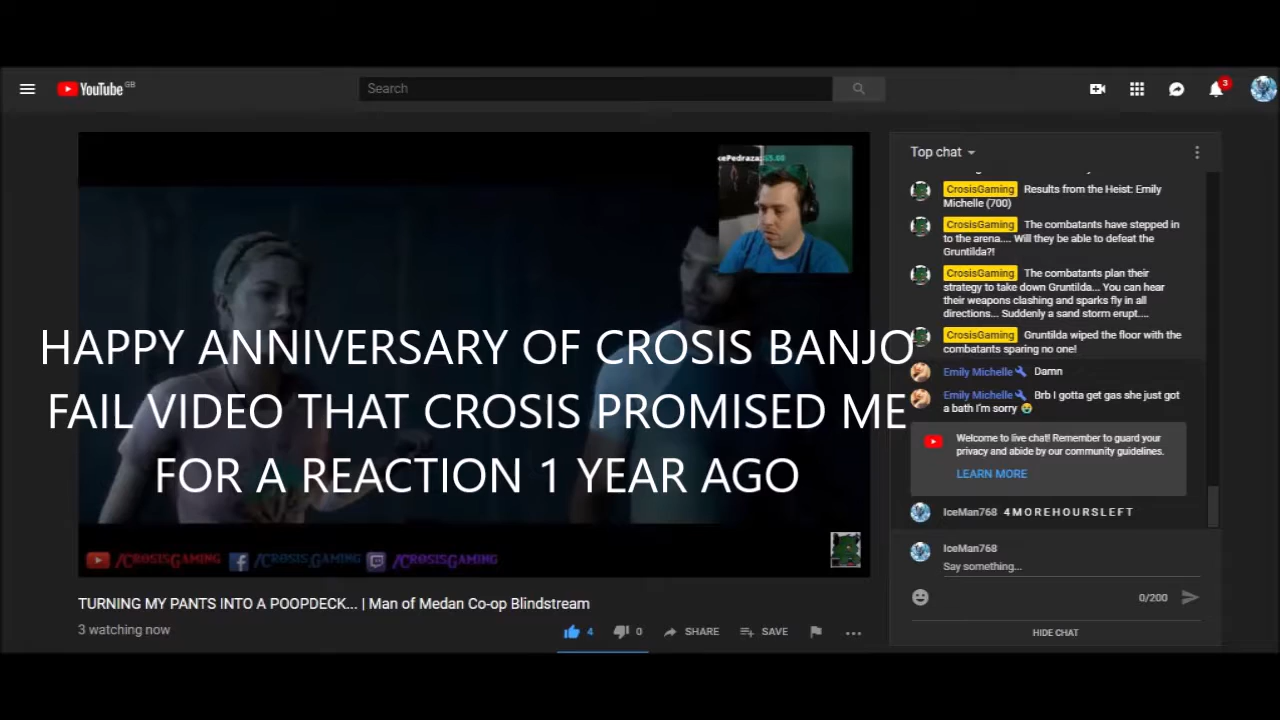 YouTube GB
Search
3
Top chat
CrosisGaming Results from the Heist: Emily
Michelle (700)
CrosisGaming The combatants have stepped in
to the arena.... Will they be able to defeat the
Gruntilda?!
CrosisGaming The combatants plan their
strategy to take down Gruntilda... You can hear
their weapons clashing and sparks fly in all
directions... Suddenly a sand storm erupt....
CrosisGaming Gruntilda wiped the floor with the
combatants sparing no one!
Emily Michelle Damn
Emily Michelle Brb I gotta get gas she just got
a bath I'm sorry 😭
Welcome to live chat! Remember to guard your
privacy and abide by our community guidelines.
LEARN MORE
IceMan768 4 M O R E H O U R S L E F T
IceMan768
Say something...
0/200
HIDE CHAT
HAPPY ANNIVERSARY OF CROSIS BANJO
FAIL VIDEO THAT CROSIS PROMISED ME
FOR A REACTION 1 YEAR AGO
/CROSISGAMING /CROSISGAMING /CROSISGAMING
TURNING MY PANTS INTO A POOPDECK... | Man of Medan Co-op Blindstream
3 watching now
4 0 SHARE SAVE